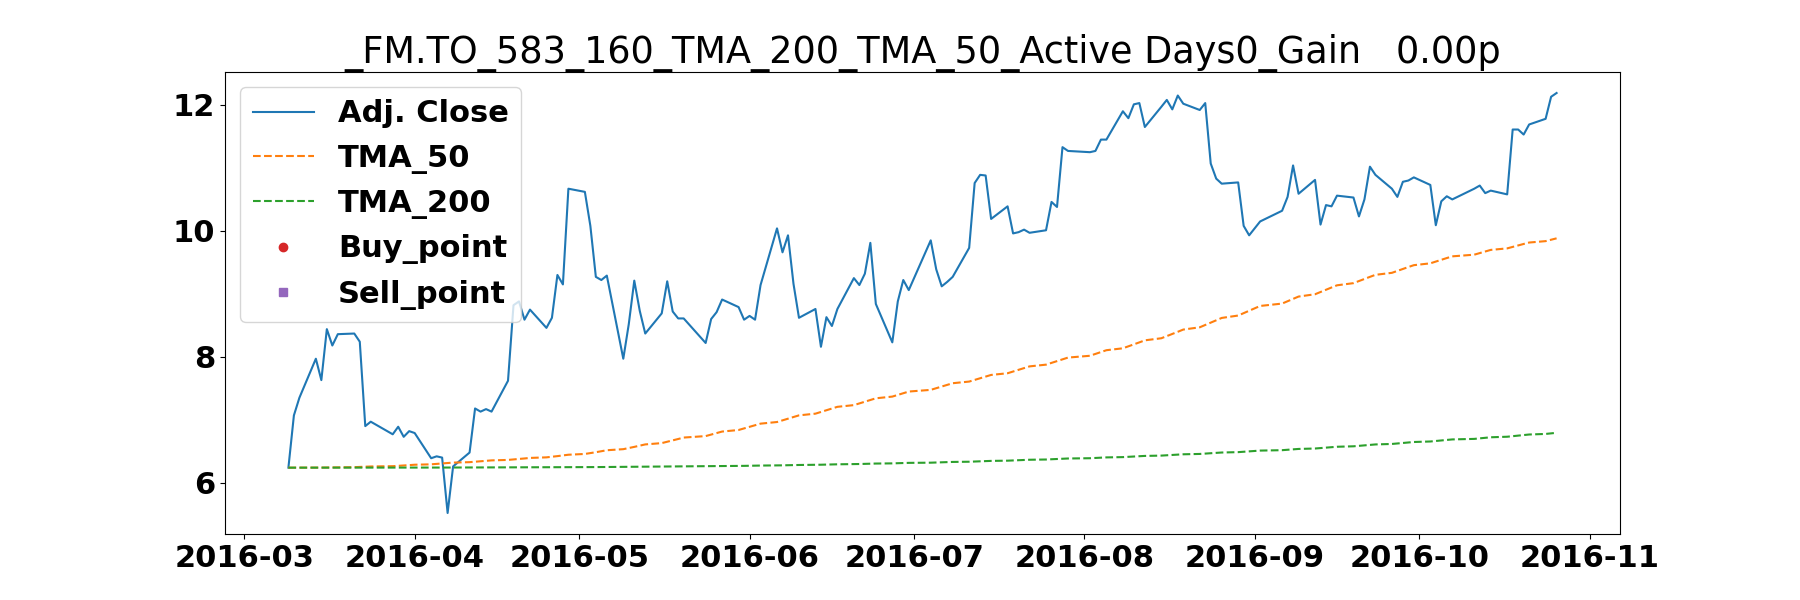 _FM.TO_583_160_TMA_200_TMA_50_Active Days0_Gain   0.00p
Adj. Close
TMA_50
TMA_200
Buy_point
Sell_point
12
10
8
6
2016-03 2016-04 2016-05 2016-06 2016-07 2016-08 2016-09 2016-10 2016-11